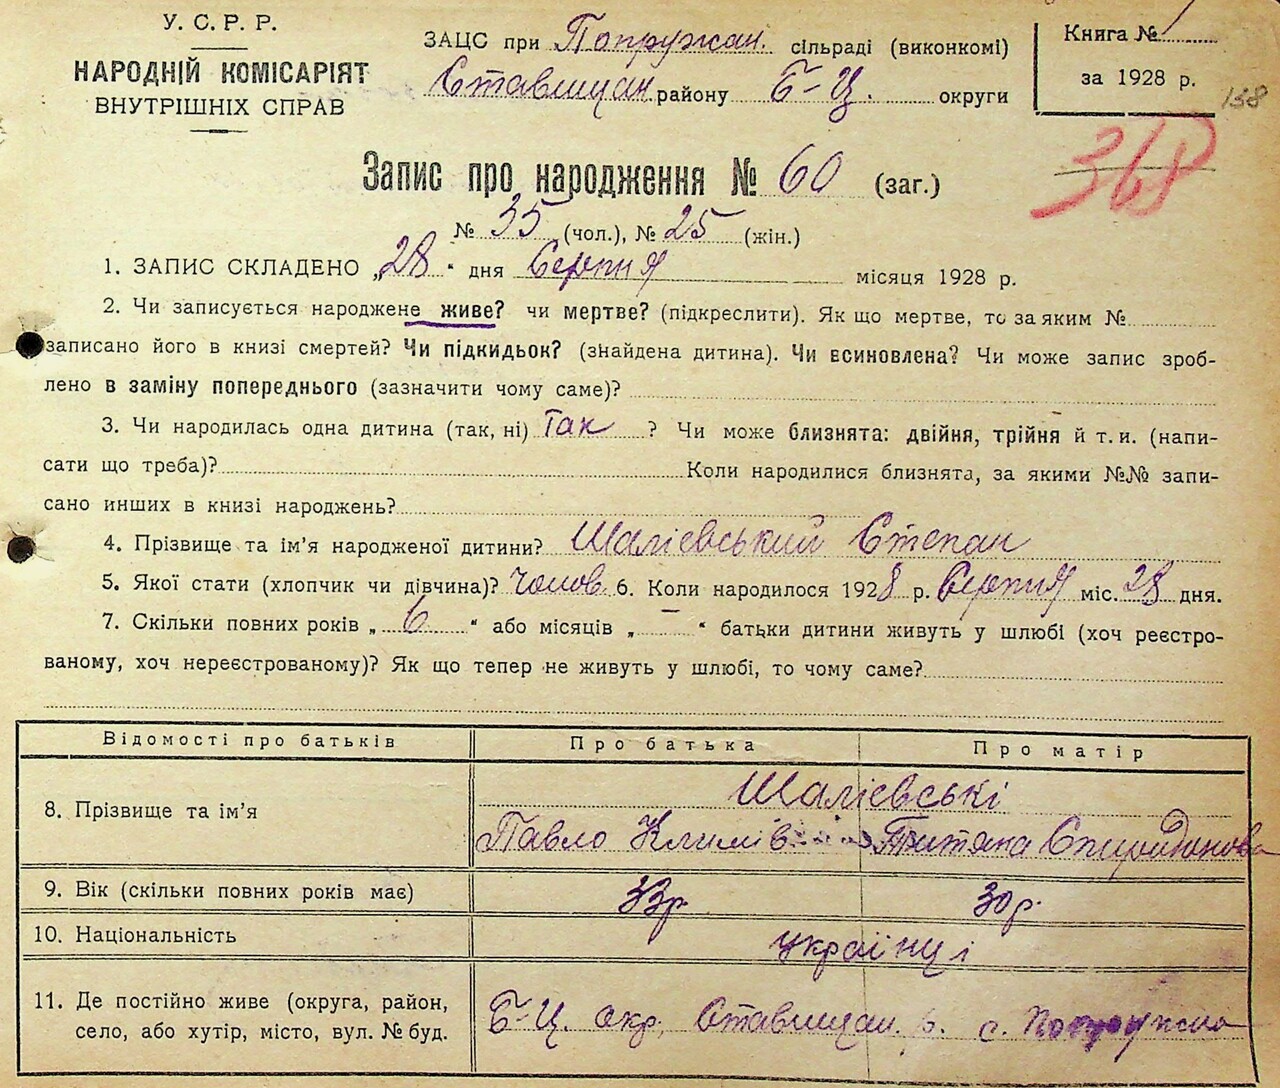 У. С. Р. Р.
НАРОДНІЙ КОМІСАРІЯТ
ВНУТРІШНІХ СПРАВ
ЗАЦС при Попружан. сільраді (виконкомі)
Ставищан. району Б-Ц. округи
Книга № 1
за 1928 р.
158
368
Запис про народження № 60 (заг.)
№ 35 (чол.), № 25 (жін.)
1. ЗАПИС СКЛАДЕНО „28" дня Серпня місяця 1928 р.
2. Чи записується народжене живе? чи мертве? (підкреслити). Як що мертве, то за яким №
записано його в книзі смертей? Чи підкидьок? (знайдена дитина). Чи всиновлена? Чи може запис зроб-
лено в заміну попереднього (зазначити чому саме)?
3. Чи народилась одна дитина (так, ні) Так ? Чи може близнята: двійня, трійня й т. и. (напи-
сати що треба)? Коли народилися близнята, за якими №№ запи-
сано инших в книзі народжень?
4. Прізвище та ім'я народженої дитини? Шалієвський Степан
5. Якої стати (хлопчик чи дівчина)? Чолов. 6. Коли народилося 1928 р. Серпня міс. 28 дня.
7. Скільки повних років „ 6 " або місяців „ — " батьки дитини живуть у шлюбі (хоч реєстро-
ваному, хоч нереєстрованому)? Як що тепер не живуть у шлюбі, то чому саме?
Відомості про батьків Про батька Про матір
8. Прізвище та ім'я Шалієвські
Павло Климів Титяна Спиридонова
9. Вік (скільки повних років має) 33 р. 30 р.
10. Національність українці
11. Де постійно живе (округа, район,
село, або хутір, місто, вул. № буд. Б-Ц. окр. Ставищан. р. с. Попружна